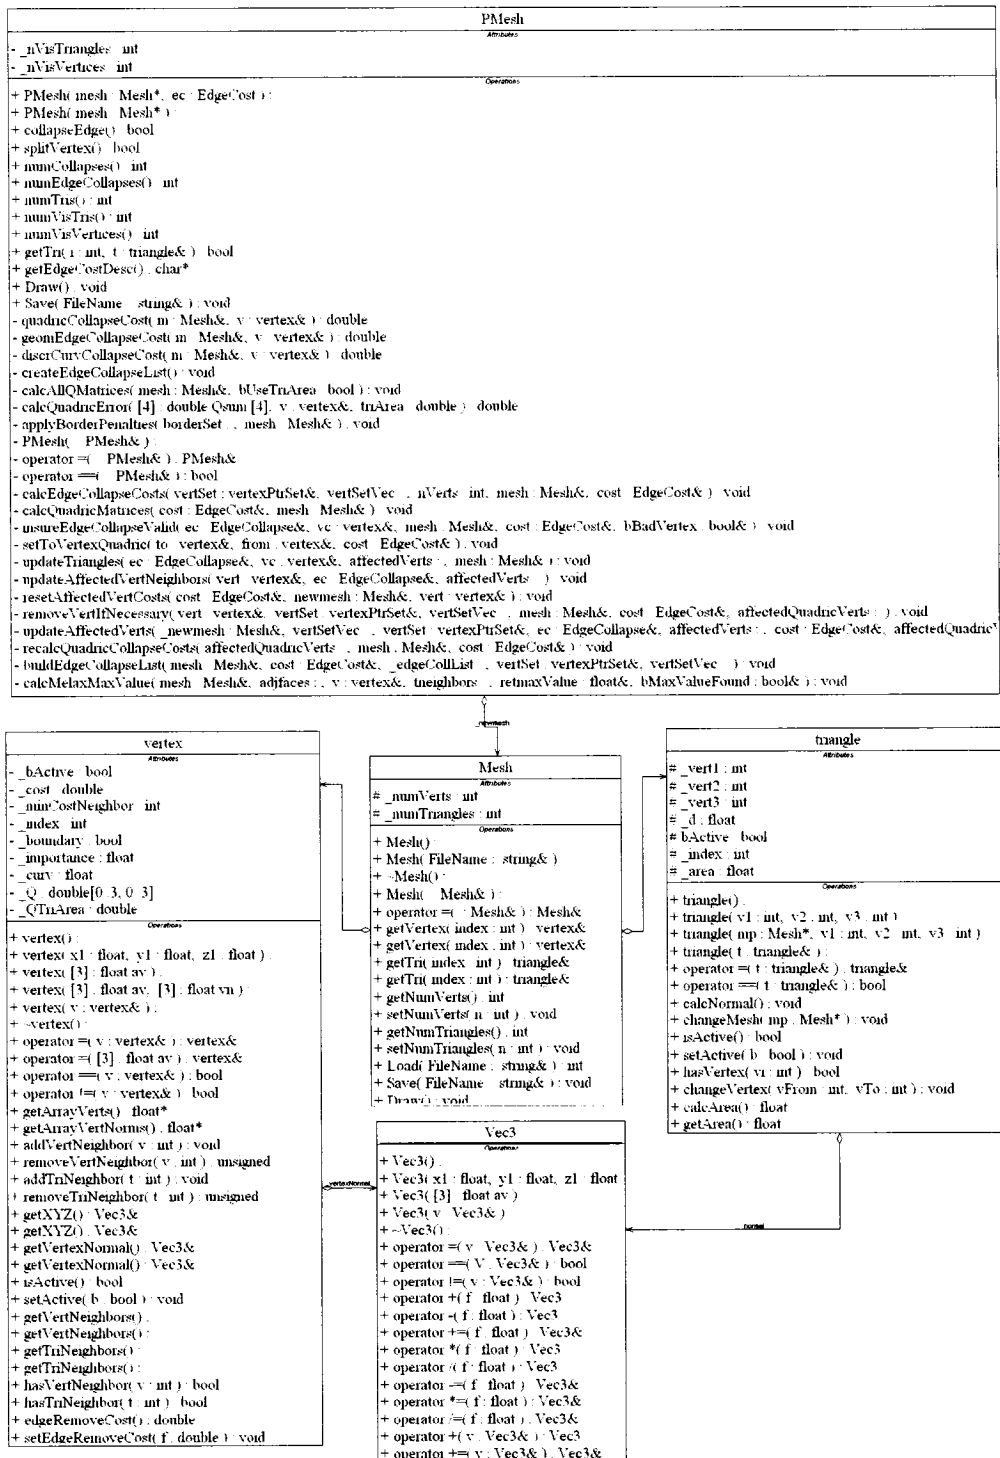 PMesh
Attributes
- _nVisTriangles int
- _nVisVertices int
Operations
+ PMesh( mesh : Mesh*, ec : EdgeCost ) :
+ PMesh( mesh Mesh* ) :
+ collapseEdge() bool
+ splitVertex() bool
+ numCollapses() int
+ numEdgeCollapses() int
+ numTris() : int
+ numVisTris() : int
+ numVisVertices() int
+ getTri( i : int, t : triangle& ) bool
+ getEdgeCostDesc() . char*
+ Draw() . void
+ Save( FileName string& ) : void
- quadricCollapseCost( m : Mesh&, v : vertex& ) : double
- geomEdgeCollapseCost( m Mesh&, v vertex& ) : double
- discrCurvCollapseCost( m : Mesh&, v : vertex& ) double
- createEdgeCollapseList() : void
- calcAllQMatrices( mesh : Mesh&, bUseTriArea bool ) : void
- calcQuadricError( [4] : double Qsum [4], v . vertex&, triArea double ) double
- applyBorderPenalties( borderSet . , mesh Mesh& ) . void
- PMesh( PMesh& ) :
- operator =( PMesh& ) . PMesh&
- operator ==( PMesh& ) : bool
- calcEdgeCollapseCosts( vertSet : vertexPtrSet&, vertSetVec . , nVerts int, mesh : Mesh&, cost EdgeCost& ) void
- calcQuadricMatrices( cost : EdgeCost&, mesh Mesh& ) void
- insureEdgeCollapseValid( ec EdgeCollapse&, vc : vertex&, mesh . Mesh&, cost : EdgeCost&, bBadVertex . bool& ) void
- setToVertexQuadric( to vertex&, from . vertex&, cost EdgeCost& ) . void
- updateTriangles( ec EdgeCollapse&, vc . vertex&, affectedVerts . , mesh : Mesh& ) : void
- updateAffectedVertNeighbors( vert vertex&, ec EdgeCollapse&, affectedVerts ) void
- resetAffectedVertCosts( cost EdgeCost&, newmesh : Mesh&, vert vertex& ) : void
- removeVertIfNecessary( vert vertex&, vertSet . vertexPtrSet&, vertSetVec . , mesh : Mesh&, cost EdgeCost&, affectedQuadricVerts : ) . void
- updateAffectedVerts( _newmesh : Mesh&, vertSetVec . , vertSet : vertexPtrSet&, ec EdgeCollapse&, affectedVerts : , cost : EdgeCost&, affectedQuadricV
- recalcQuadricCollapseCosts( affectedQuadricVerts . , mesh . Mesh&, cost EdgeCost& ) : void
- buildEdgeCollapseList( mesh Mesh&, cost EdgeCost&, _edgeCollList . , vertSet vertexPtrSet&, vertSetVec ) void
- calcMelaxMaxValue( mesh Mesh&, adjfaces : , v : vertex&, tneighbors . , retmaxValue float&, bMaxValueFound : bool& ) : void
_newmesh
vertex
Attributes
- _bActive bool
- _cost double
- _minCostNeighbor int
- _index int
- _boundary . bool
- _importance : float
- _curv float
- _Q double[0 3, 0 3]
- _QTriArea double
Operations
+ vertex() :
+ vertex( x1 float, y1 float, z1 float ) .
+ vertex( [3] : float av ) .
+ vertex( [3] . float av, [3] . float vn ) :
+ vertex( v : vertex& ) :
+ ~vertex() :
+ operator =( v : vertex& ) : vertex&
+ operator =( [3] . float av ) . vertex&
+ operator ==( v : vertex& ) : bool
+ operator !=( v vertex& ) bool
+ getArrayVerts() float*
+ getArrayVertNorms() . float*
+ addVertNeighbor( v : int ) : void
+ removeVertNeighbor( v . int ) . unsigned
+ addTriNeighbor( t int ) : void
+ removeTriNeighbor( t int ) : unsigned
+ getXYZ() : Vec3&
+ getXYZ() . Vec3&
+ getVertexNormal() . Vec3&
+ getVertexNormal() : Vec3&
+ isActive() : bool
+ setActive( b . bool ) : void
+ getVertNeighbors() .
+ getVertNeighbors() :
+ getTriNeighbors() :
+ getTriNeighbors() :
+ hasVertNeighbor( v : int ) bool
+ hasTriNeighbor( t : int ) bool
+ edgeRemoveCost() : double
+ setEdgeRemoveCost( f . double ) void
Mesh
Attributes
# _numVerts int
# _numTriangles : int
Operations
+ Mesh() :
+ Mesh( FileName : string& )
+ ~Mesh() :
+ Mesh( Mesh& ) :
+ operator =( : Mesh& ) : Mesh&
+ getVertex( index : int ) vertex&
+ getVertex( index . int ) : vertex&
+ getTri( index int ) triangle&
+ getTri( index : int ) : triangle&
+ getNumVerts() : int
+ setNumVerts( n : int ) . void
+ getNumTriangles() . int
+ setNumTriangles( n : int ) : void
+ Load( FileName : string& ) : int
+ Save( FileName string& ) : void
+ Draw() : void
triangle
Attributes
# _vert1 : int
# _vert2 : int
# _vert3 : int
# _d : float
# bActive bool
# _index : int
# _area : float
Operations
+ triangle() .
+ triangle( v1 : int, v2 . int, v3 . int )
+ triangle( mp : Mesh*, v1 : int, v2 int, v3 int )
+ triangle( t . triangle& ) :
+ operator =( t : triangle& ) . triangle&
+ operator ==( t : triangle& ) : bool
+ calcNormal() : void
+ changeMesh( mp . Mesh* ) : void
+ isActive() : bool
+ setActive( b bool ) : void
+ hasVertex( vi : int ) bool
+ changeVertex( vFrom int, vTo : int ) : void
+ calcArea() float
+ getArea() : float
vertexNormal
normal
Vec3
Operations
+ Vec3() .
+ Vec3( x1 : float, y1 : float, z1 float
+ Vec3( [3] float av )
+ Vec3( v Vec3& )
+ ~Vec3() :
+ operator =( v Vec3& ) . Vec3&
+ operator ==( V . Vec3& ) bool
+ operator !=( v : Vec3& ) bool
+ operator +( f float ) Vec3
+ operator -( f : float ) : Vec3
+ operator +=( f float ) Vec3&
+ operator *( f float ) Vec3
+ operator /( f : float ) : Vec3
+ operator -=( f float ) Vec3&
+ operator *=( f : float ) : Vec3&
+ operator /=( f : float ) . Vec3&
+ operator +( v : Vec3& ) : Vec3
+ operator +=( v : Vec3& ) . Vec3&